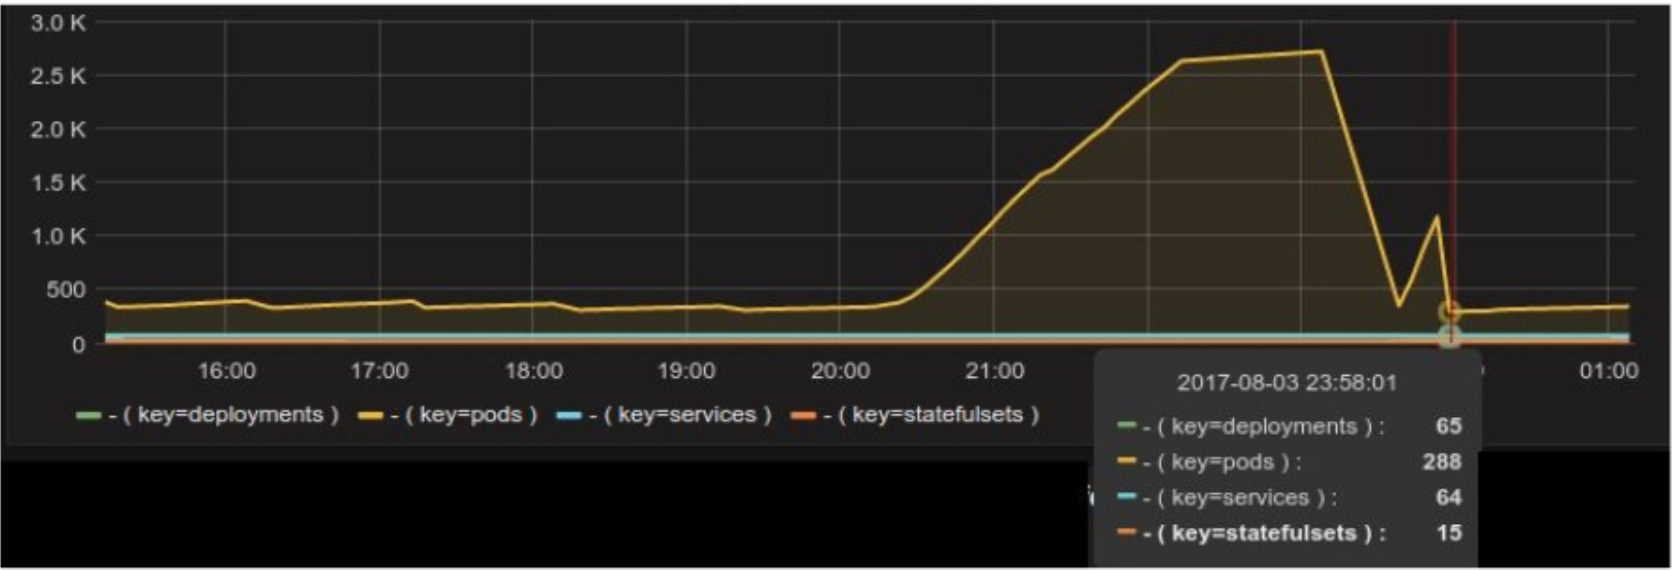 3.0 K
2.5 K
2.0 K
1.5 K
1.0 K
500
0
16:00 17:00 18:00 19:00 20:00 21:00 01:00
- ( key=deployments ) - ( key=pods ) - ( key=services ) - ( key=statefulsets )
2017-08-03 23:58:01
- ( key=deployments ) : 65
- ( key=pods ) : 288
- ( key=services ) : 64
- ( key=statefulsets ) : 15